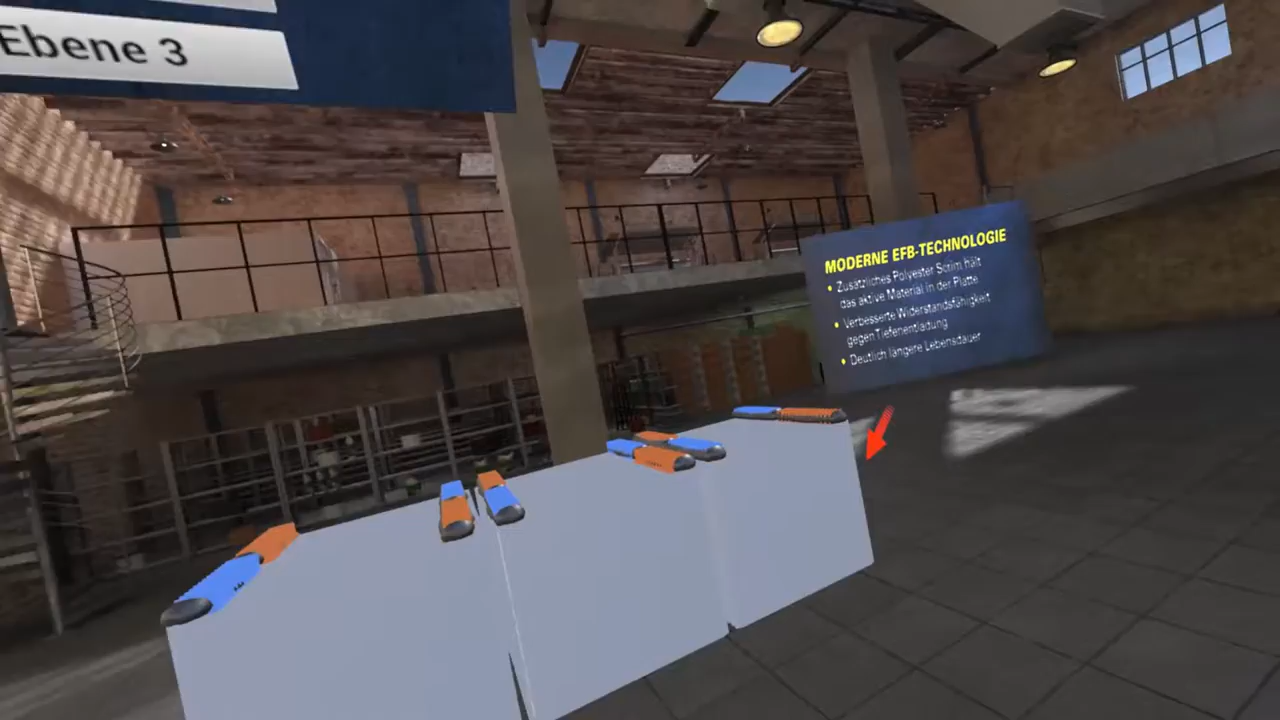 Ebene 3
MODERNE EFB-TECHNOLOGIE
• Zusätzliches Polyester Scrim hält
das aktive Material in der Platte
• Verbesserte Widerstandsfähigkeit
gegen Tiefenentladung
• Deutlich längere Lebensdauer